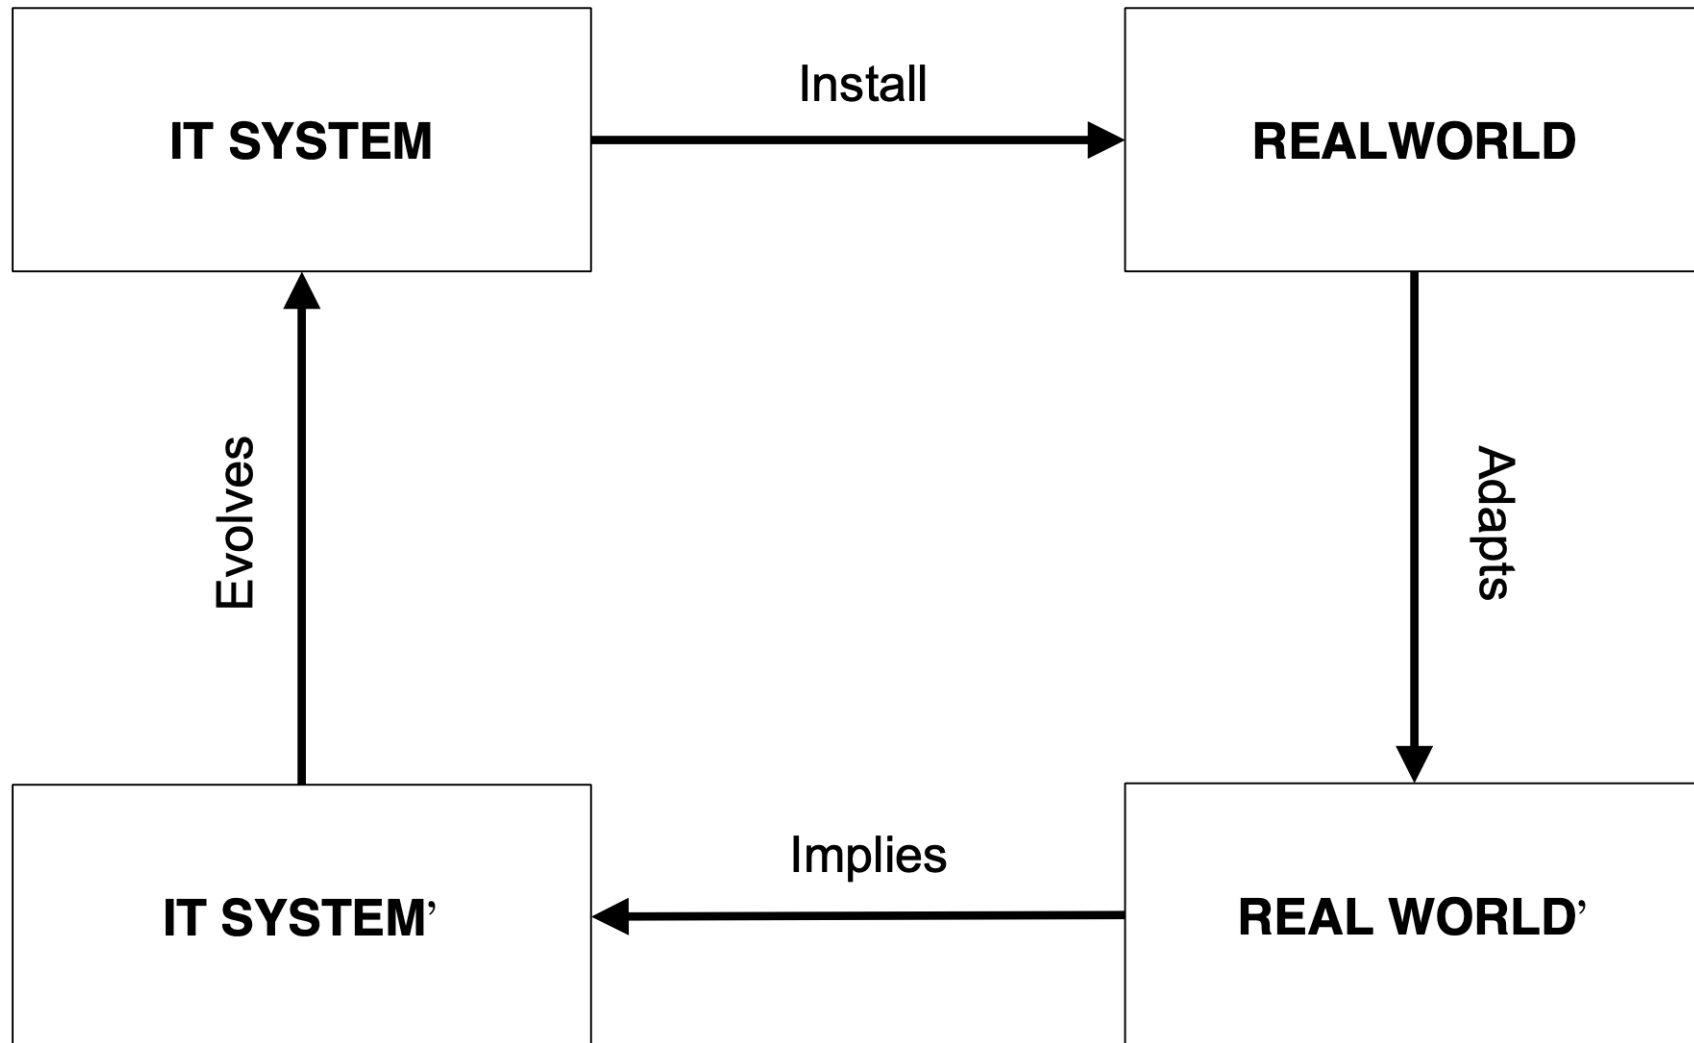 IT SYSTEM
Install
REALWORLD
Evolves
Adapts
IT SYSTEM’
Implies
REAL WORLD’